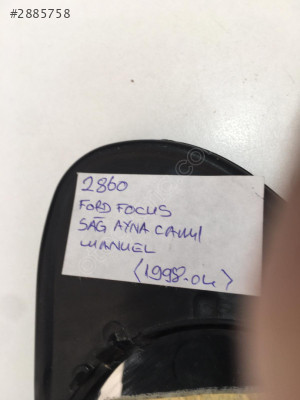 #2885758
2860
FORD FOCUS
SAĞ AYNA CAMI
MANUEL
(1998-04)